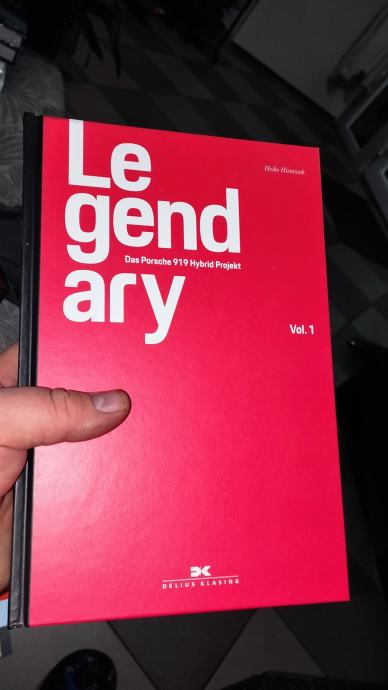 Heike Hientzsch
Le
gend
Das Porsche 919 Hybrid Projekt
ary
Vol. 1
DELIUS KLASING